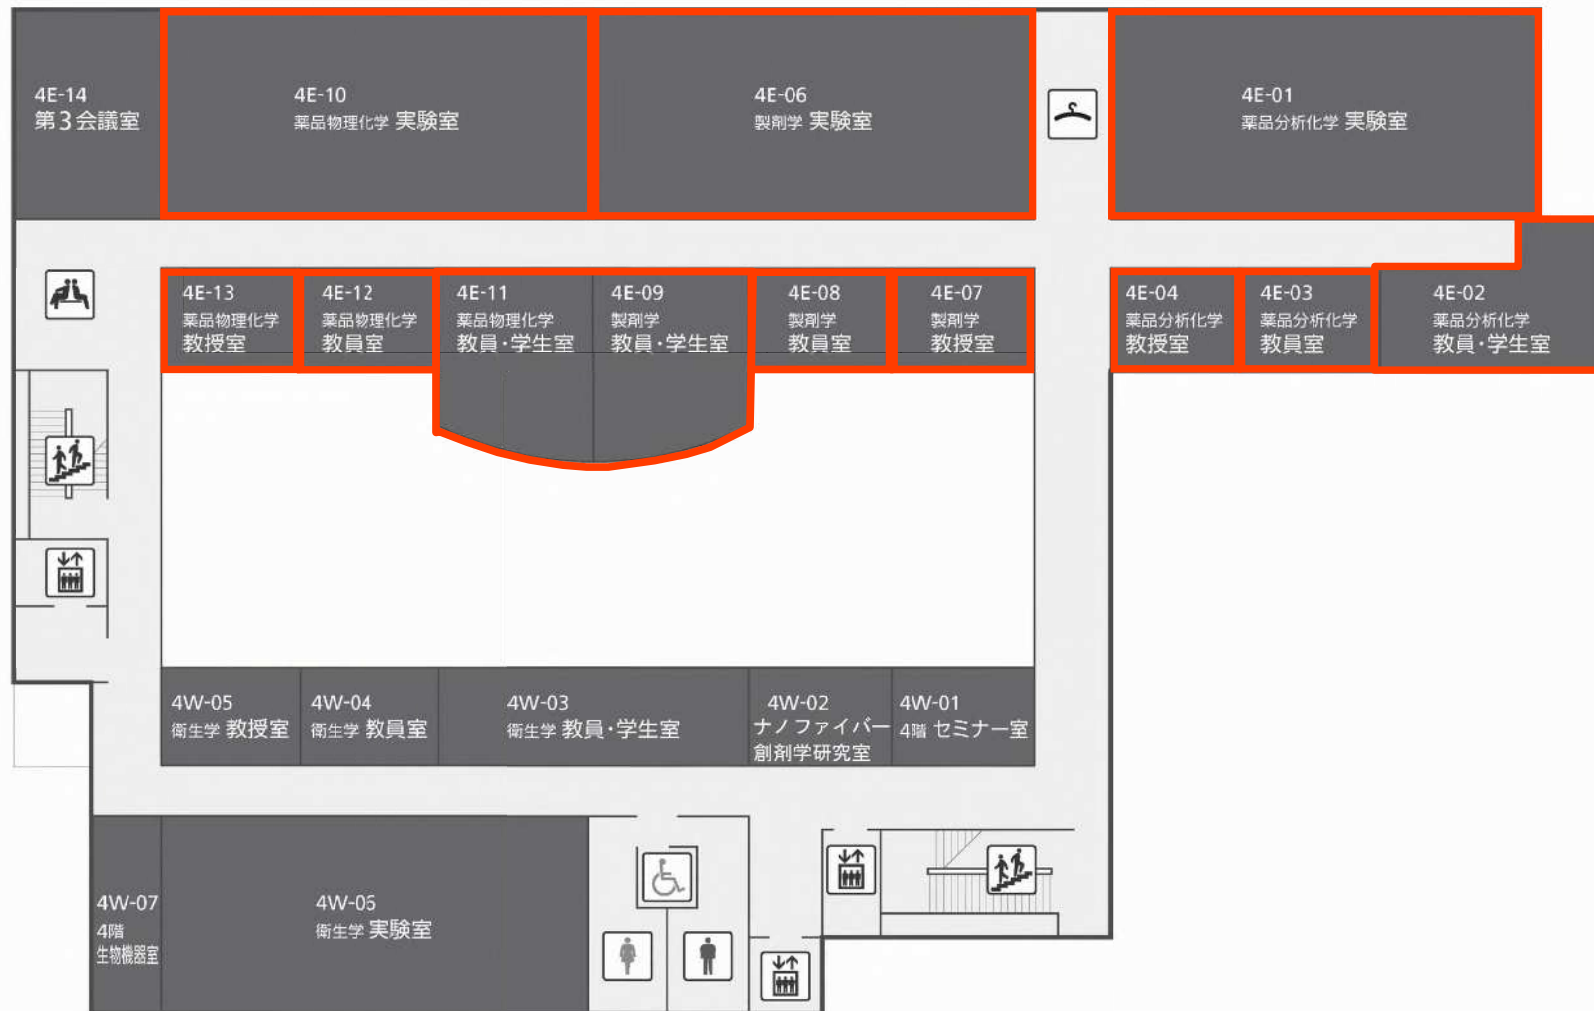 4E-14
第3会議室
4E-10
薬品物理化学 実験室
4E-06
製剤学 実験室
4E-01
薬品分析化学 実験室
4E-13
薬品物理化学
教授室
4E-12
薬品物理化学
教員室
4E-11
薬品物理化学
教員・学生室
4E-09
製剤学
教員・学生室
4E-08
製剤学
教員室
4E-07
製剤学
教授室
4E-04
薬品分析化学
教授室
4E-03
薬品分析化学
教員室
4E-02
薬品分析化学
教員・学生室
4W-05
衛生学 教授室
4W-04
衛生学 教員室
4W-03
衛生学 教員・学生室
4W-02
ナノファイバー
創剤学研究室
4W-01
4階 セミナー室
4W-07
4階
生物機器室
4W-06
衛生学 実験室